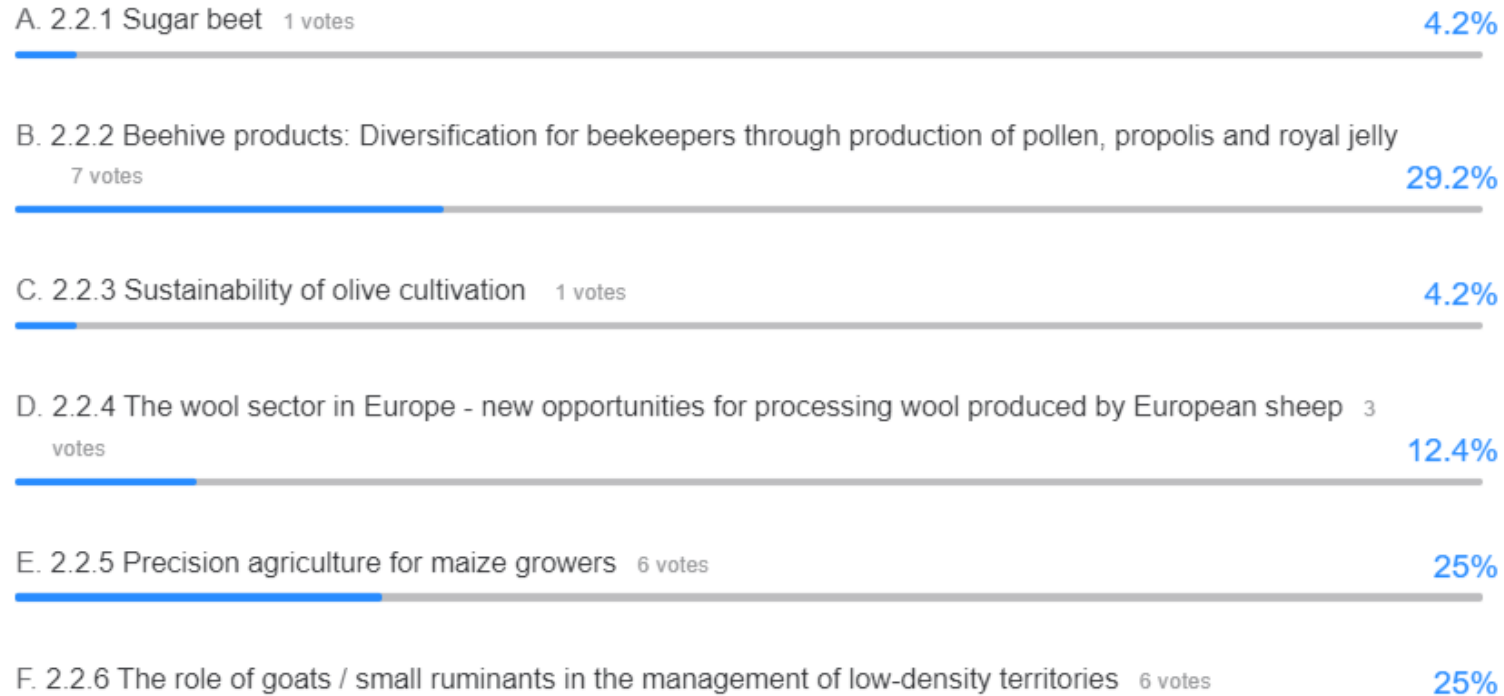 A. 2.2.1 Sugar beet 1 votes 4.2%
B. 2.2.2 Beehive products: Diversification for beekeepers through production of pollen, propolis and royal jelly
7 votes 29.2%
C. 2.2.3 Sustainability of olive cultivation 1 votes 4.2%
D. 2.2.4 The wool sector in Europe - new opportunities for processing wool produced by European sheep 3
votes 12.4%
E. 2.2.5 Precision agriculture for maize growers 6 votes 25%
F. 2.2.6 The role of goats / small ruminants in the management of low-density territories 6 votes 25%